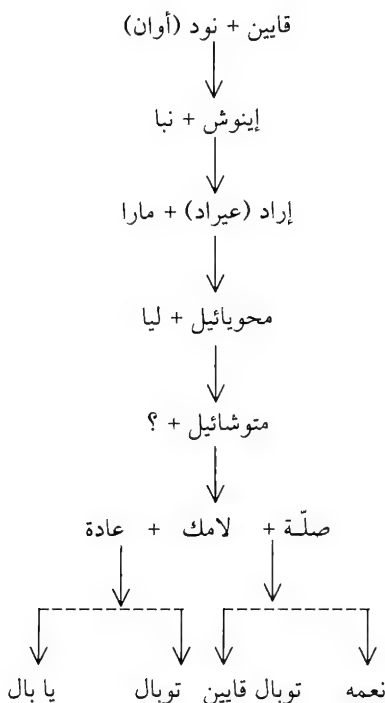 قايين + نود (أوان)
إينوش + نبا
إراد (عيراد) + مارا
محويائيل + ليا
متوشائيل + ؟
صلّـة + لامك + عادة
نعمه توبال قايين توبال يا بال